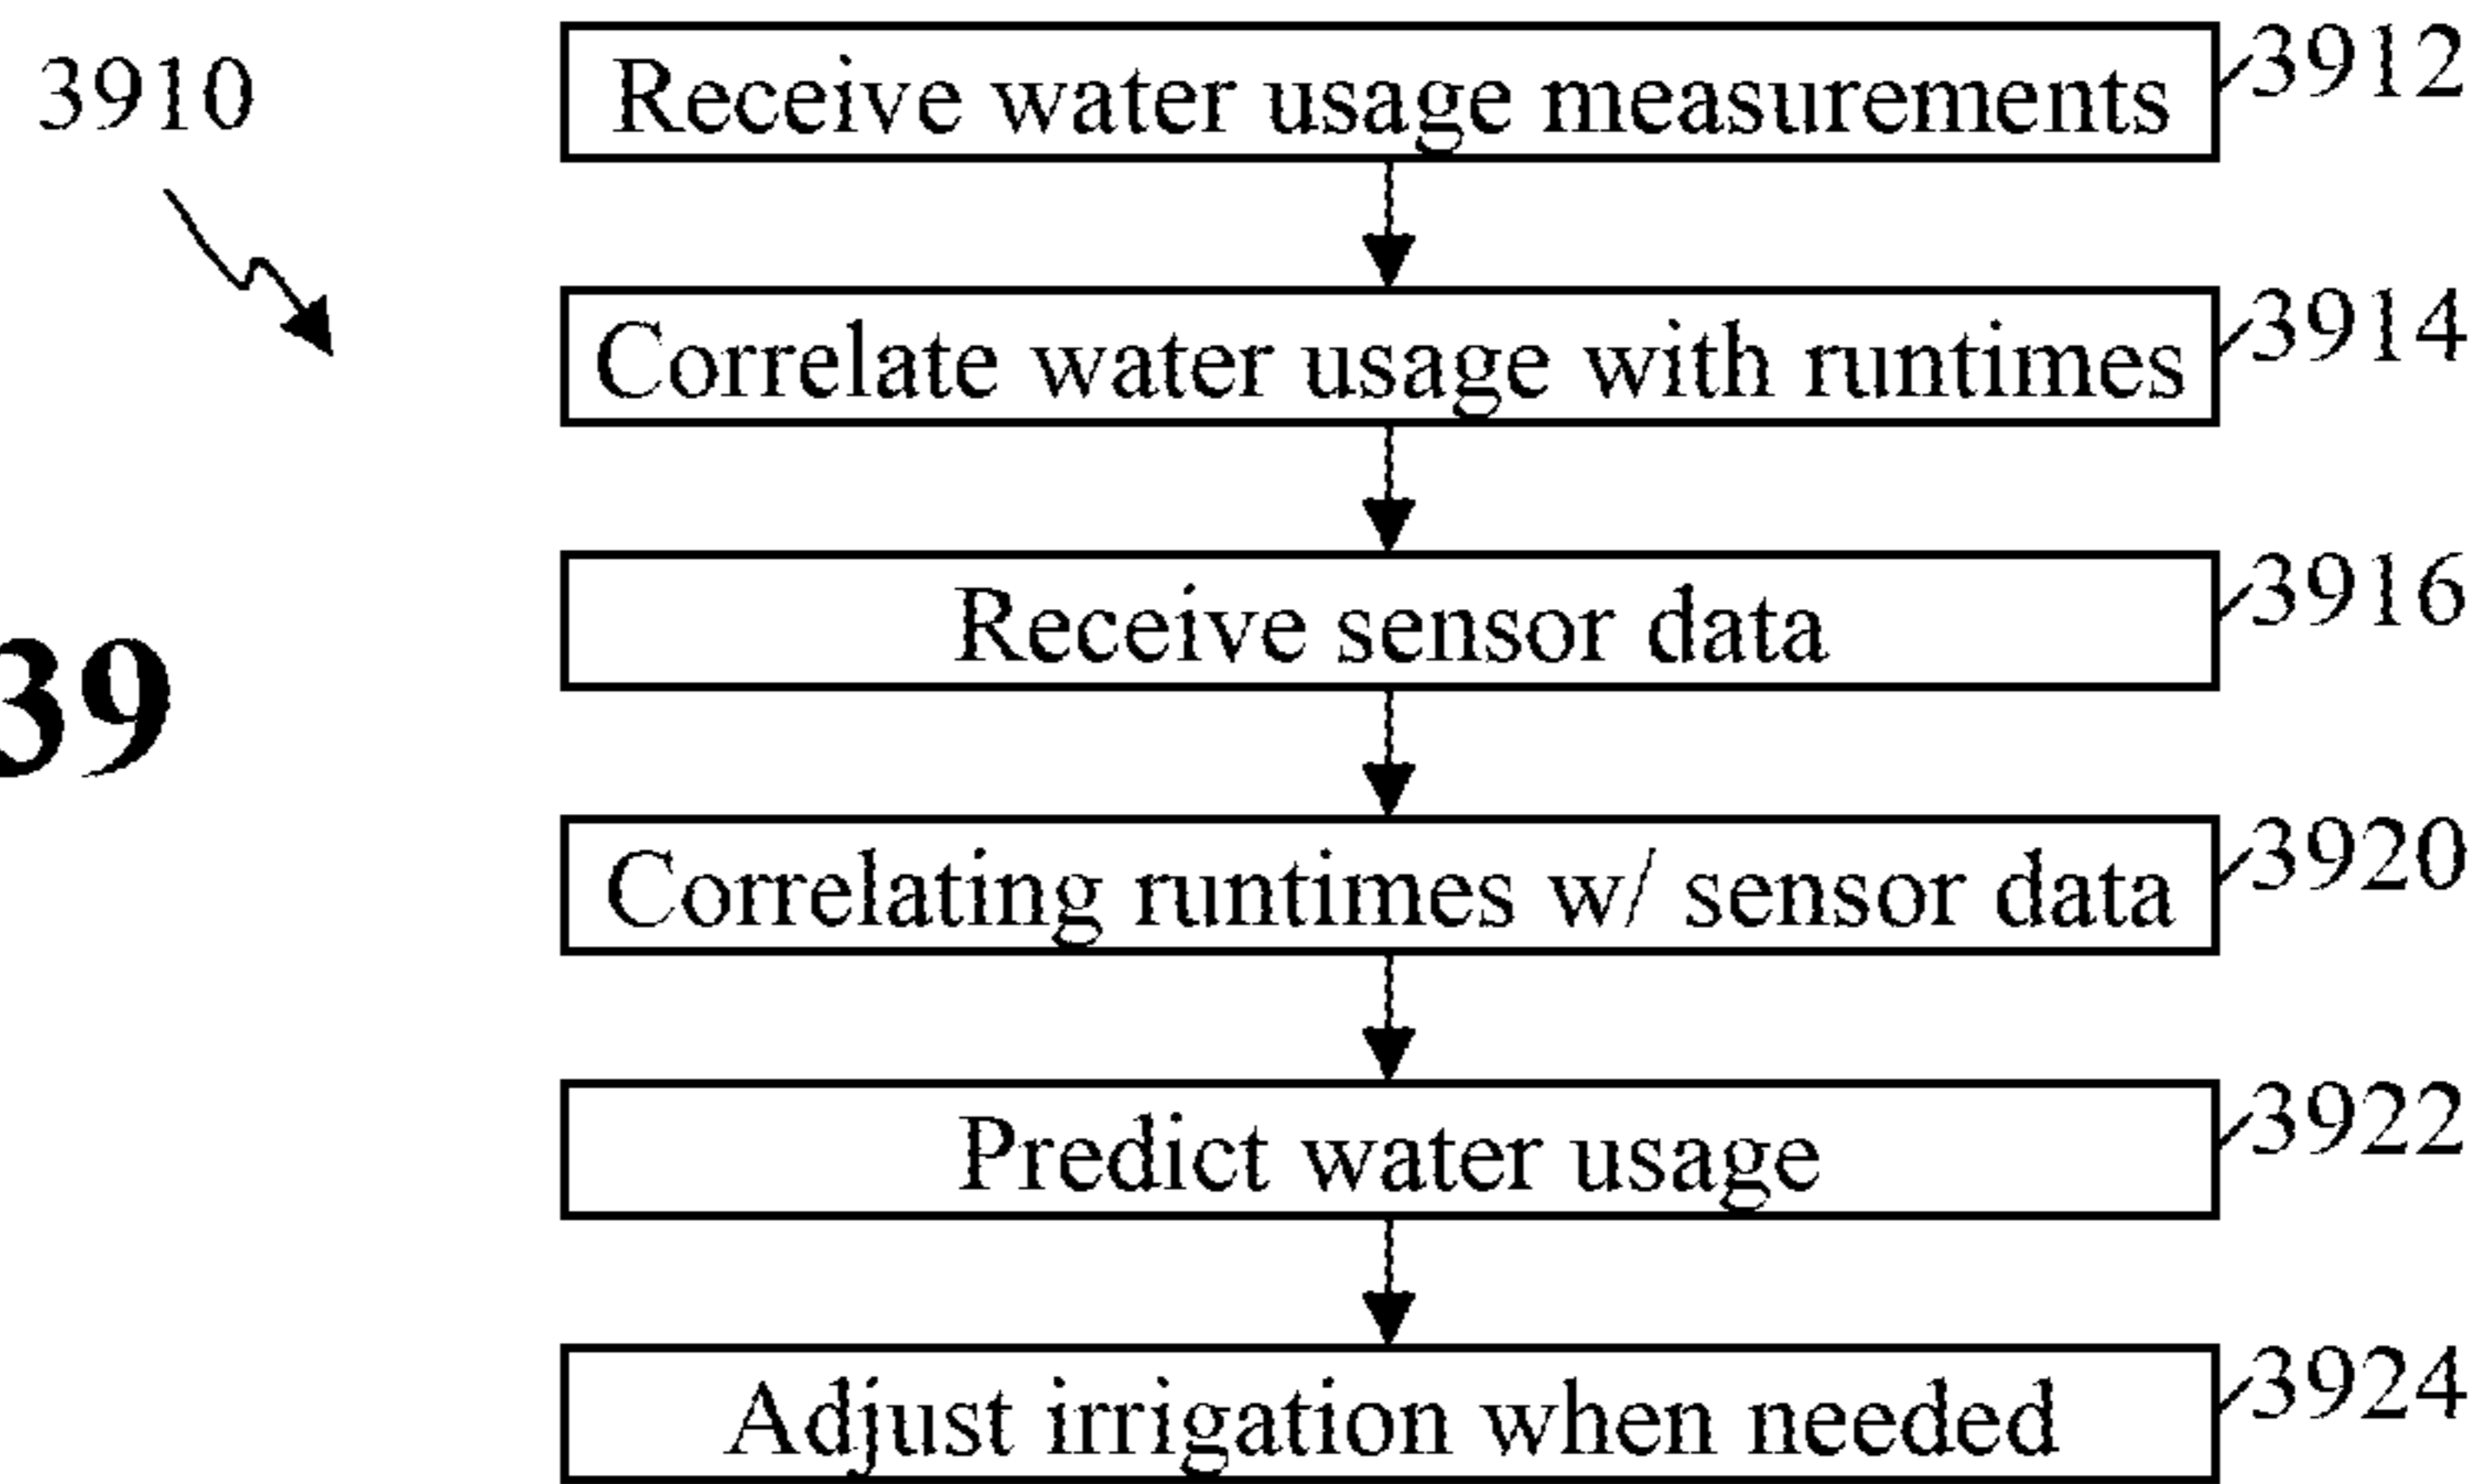 3910
Receive water usage measurements
3912
Correlate water usage with runtimes
3914
Receive sensor data
3916
39
Correlating runtimes w/ sensor data
3920
Predict water usage
3922
Adjust irrigation when needed
3924